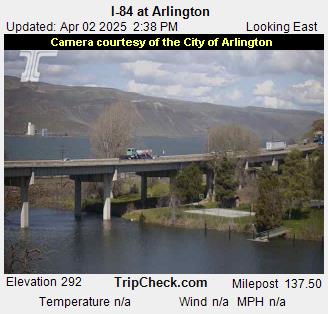 I-84 at Arlington
Updated: Apr 02 2025 2:38 PM Looking East
Camera courtesy of the City of Arlington
Elevation 292 TripCheck.com Milepost 137.50
Temperature n/a Wind n/a MPH n/a